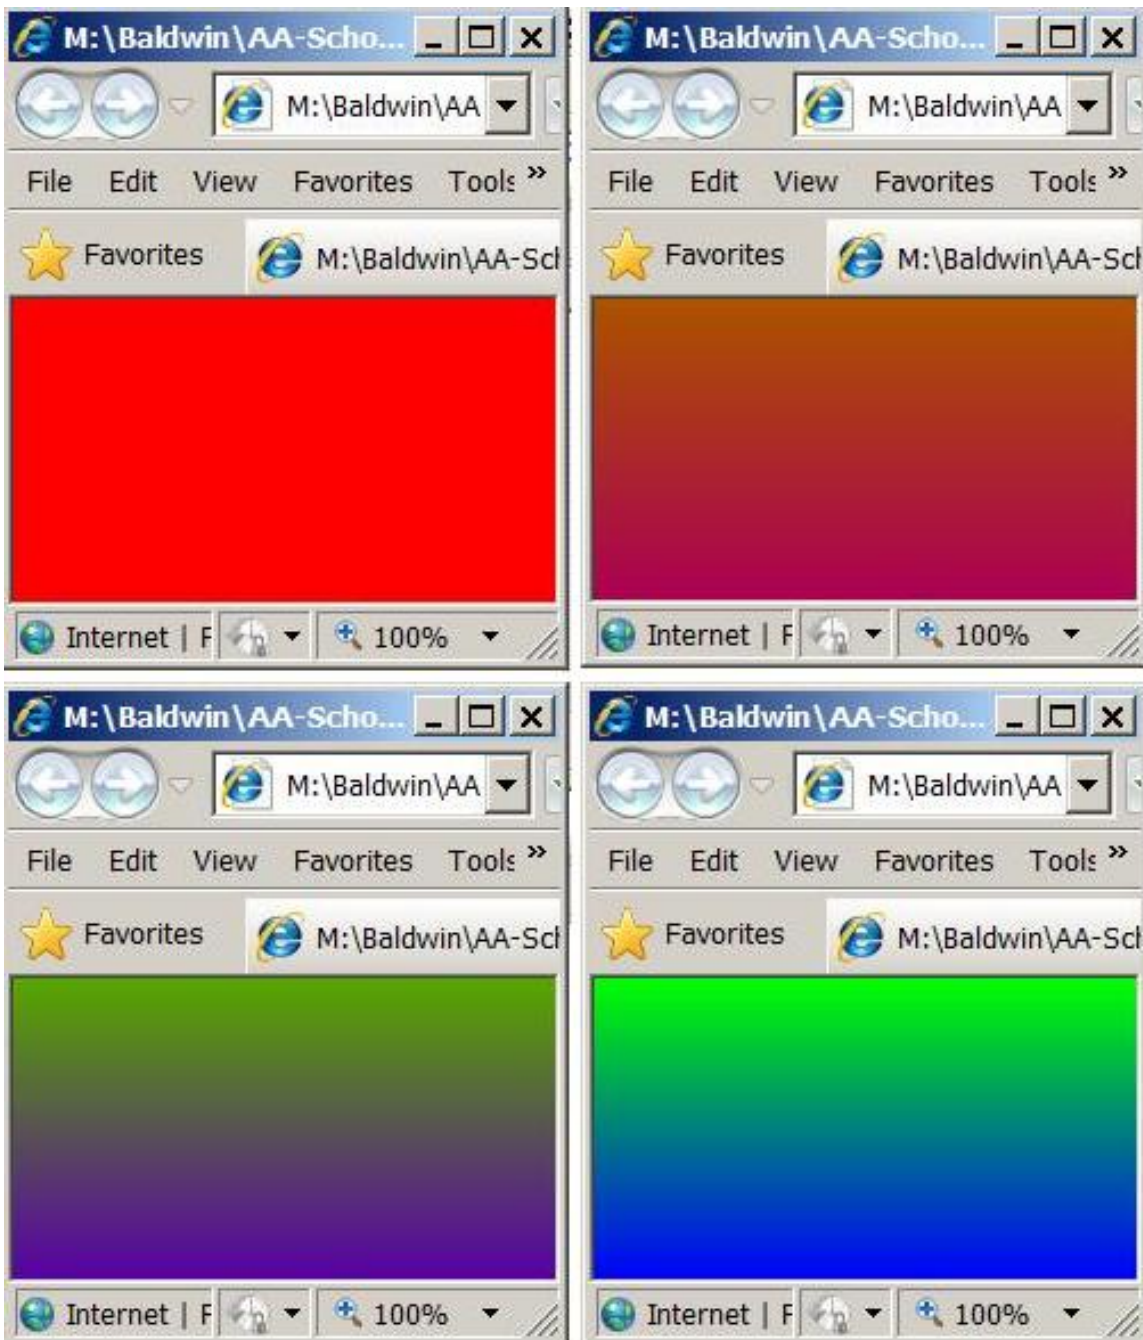 M:\Baldwin\AA-Scho...
M:\Baldwin\AA
File Edit View Favorites Tools »
Favorites M:\Baldwin\AA-Sch
Internet | F 100%
M:\Baldwin\AA-Scho...
M:\Baldwin\AA
File Edit View Favorites Tools »
Favorites M:\Baldwin\AA-Sch
Internet | F 100%
M:\Baldwin\AA-Scho...
M:\Baldwin\AA
File Edit View Favorites Tools »
Favorites M:\Baldwin\AA-Sch
Internet | F 100%
M:\Baldwin\AA-Scho...
M:\Baldwin\AA
File Edit View Favorites Tools »
Favorites M:\Baldwin\AA-Sch
Internet | F 100%